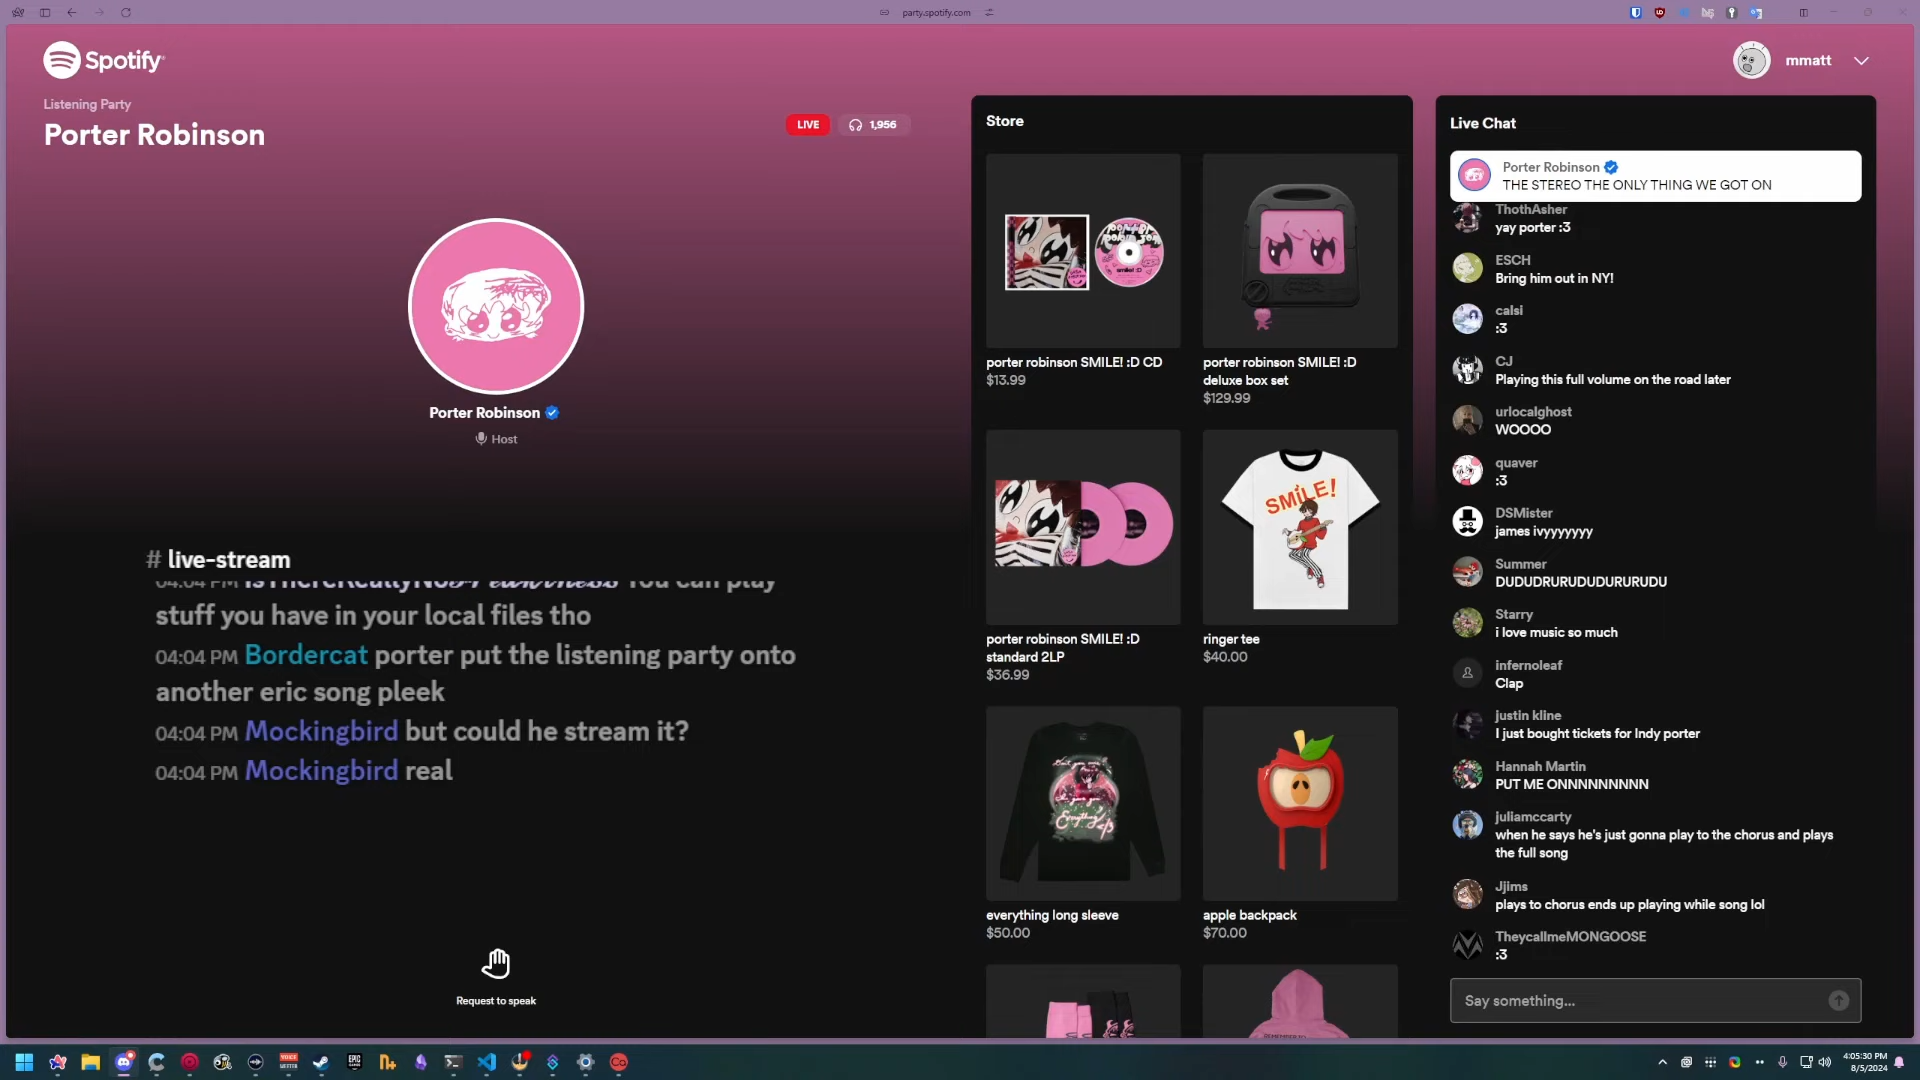 party.spotify.com
Spotify
mmatt
Listening Party
Porter Robinson
LIVE
1,956
Porter Robinson
Host
# live-stream
04:04 PM IsThereReallyNo You can play
stuff you have in your local files tho
04:04 PM Bordercat porter put the listening party onto
another eric song pleek
04:04 PM Mockingbird but could he stream it?
04:04 PM Mockingbird real
Request to speak
Store
porter robinson SMILE! :D CD
$13.99
porter robinson SMILE! :D
deluxe box set
$129.99
porter robinson SMILE! :D
standard 2LP
$36.99
SMiLE!
ringer tee
$40.00
everything long sleeve
$50.00
apple backpack
$70.00
Live Chat
Porter Robinson
THE STEREO THE ONLY THING WE GOT ON
ThothAsher
yay porter :3
ESCH
Bring him out in NY!
calsi
:3
CJ
Playing this full volume on the road later
urlocalghost
WOOOO
quaver
:3
DSMister
james ivyyyyyyy
Summer
DUDUDRURUDUDURURUDU
Starry
i love music so much
infernoleaf
Clap
justin kline
I just bought tickets for Indy porter
Hannah Martin
PUT ME ONNNNNNNNN
juliamccarty
when he says he's just gonna play to the chorus and plays
the full song
Jjims
plays to chorus ends up playing while song lol
TheycallmeMONGOOSE
:3
Say something...
4:05:30 PM
8/5/2024